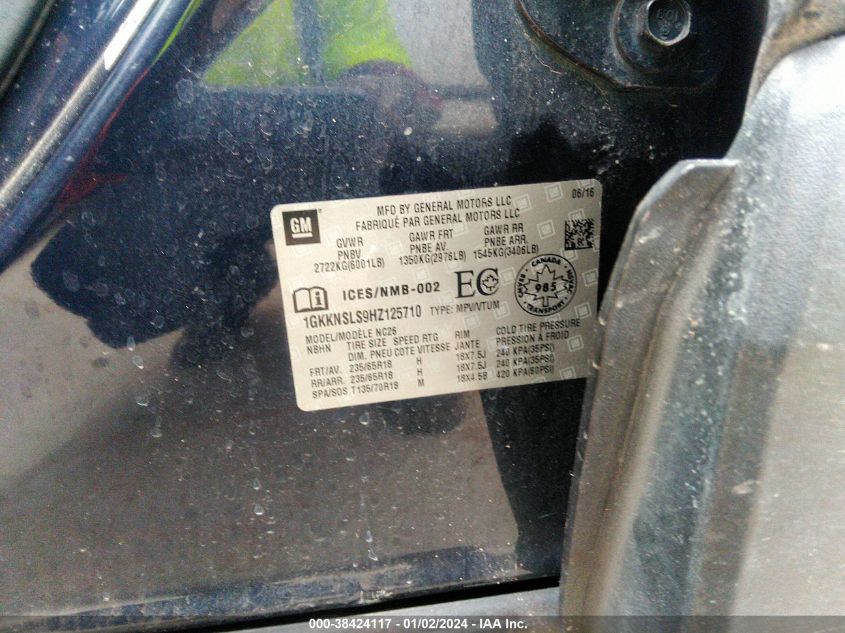 06/16
MFD BY GENERAL MOTORS LLC
FABRIQUÉ PAR GENERAL MOTORS LLC
GM
GVWR GAWR FRT GAWR RR
PNBV PNBE AV. PNBE ARR.
2722KG(6001LB) 1350KG(2976LB) 1545KG(3406LB)
ICES/NMB-002 EC CANADA 985 TRANSPORT
1GKKNSLS9HZ125710 TYPE: MPV/VTUM
MODEL/MODÈLE NC26
NBHN TIRE SIZE SPEED RTG RIM COLD TIRE PRESSURE
DIM. PNEU COTE VITESSE JANTE PRESSION A FROID
FRT/AV. 235/65R18 H 18X7.5J 240 KPA(35PSI)
RR/ARR. 235/65R18 H 18X7.5J 240 KPA(35PSI)
SPA/SOS T135/70R18 M 18X4.5B 420 KPA(60PSI)
000-38424117 - 01/02/2024 - IAA Inc.